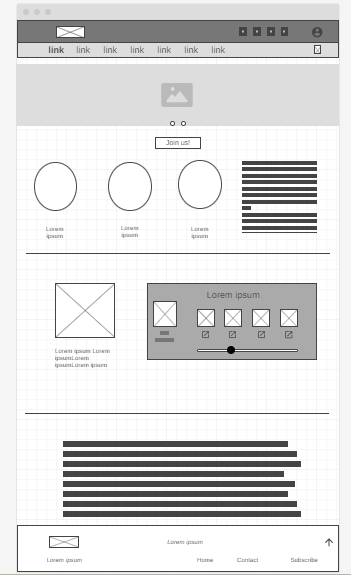 link link link link link link link
Join us!
Lorem
ipsum
Lorem
ipsum
Lorem
ipsum
Lorem ipsum
Lorem ipsum Lorem
ipsumLorem
ipsumLorem ipsum
Lorem ipsum
Lorem ipsum Home Contact Subscribe